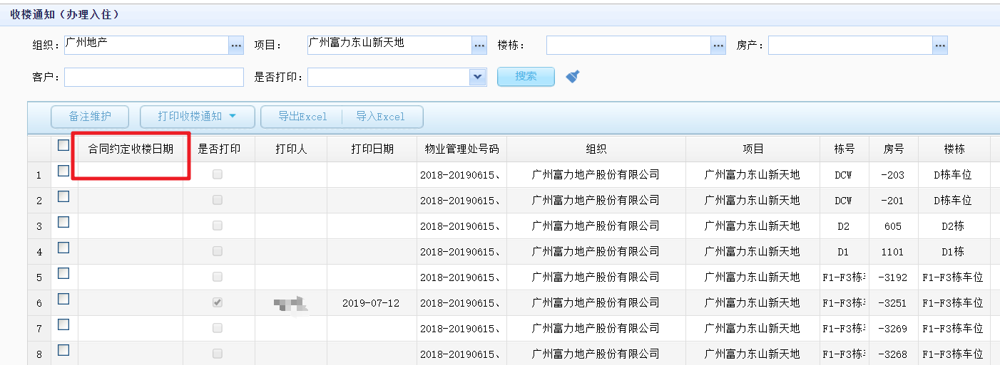 收楼通知（办理入住）
组织： 广州地产 ... 项目： 广州富力东山新天地 ... 楼栋： ... 房产： ...
客户： 是否打印： 搜索
备注维护 打印收楼通知 导出Excel 导入Excel
合同约定收楼日期 是否打印 打印人 打印日期 物业管理处号码 组织 项目 栋号 房号 楼栋
1 2018-20190615、 广州富力地产股份有限公司 广州富力东山新天地 DCW -203 D栋车位
2 2018-20190615、 广州富力地产股份有限公司 广州富力东山新天地 DCW -201 D栋车位
3 2018-20190615、 广州富力地产股份有限公司 广州富力东山新天地 D2 605 D2栋
4 2018-20190615、 广州富力地产股份有限公司 广州富力东山新天地 D1 1101 D1栋
5 2018-20190615、 广州富力地产股份有限公司 广州富力东山新天地 F1-F3栋 -3192 F1-F3栋车位
6 2019-07-12 2018-20190615、 广州富力地产股份有限公司 广州富力东山新天地 F1-F3栋 -3251 F1-F3栋车位
7 2018-20190615、 广州富力地产股份有限公司 广州富力东山新天地 F1-F3栋 -3269 F1-F3栋车位
8 2018-20190615、 广州富力地产股份有限公司 广州富力东山新天地 F1-F3栋 -3268 F1-F3栋车位